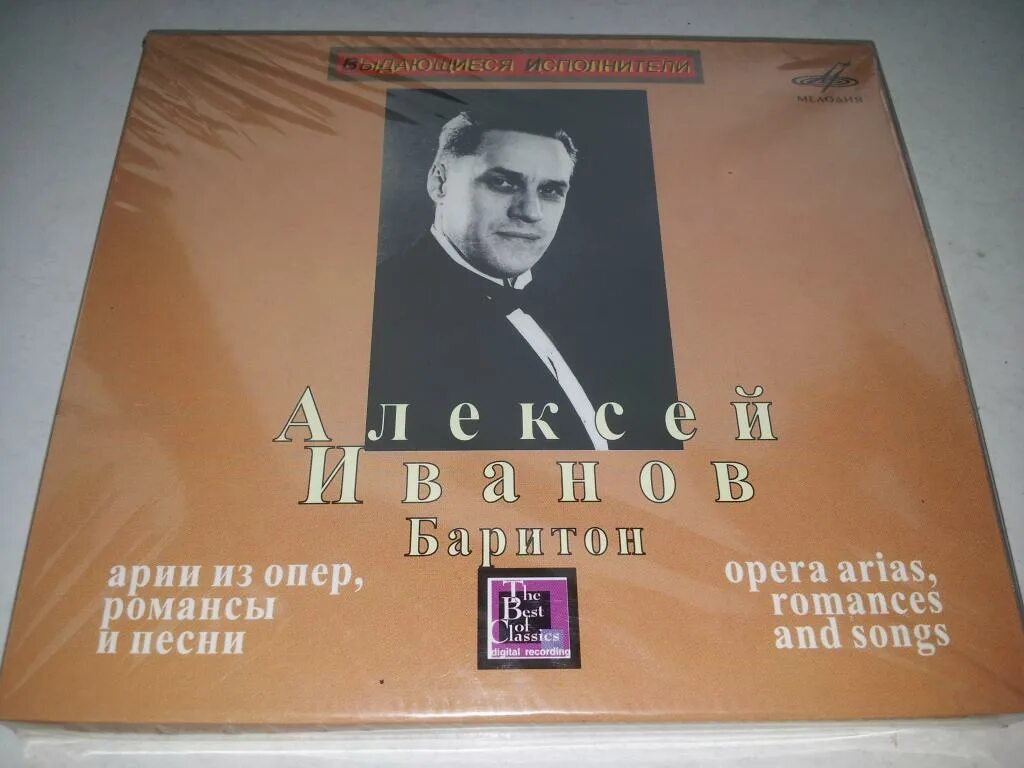 ВЫДАЮЩИЕСЯ ИСПОЛНИТЕЛИ
МЕЛОДИЯ
Алексей
Иванов
Баритон
арии из опер,
романсы
и песни
The
Best
of
Classics
digital recording
opera arias,
romances
and songs